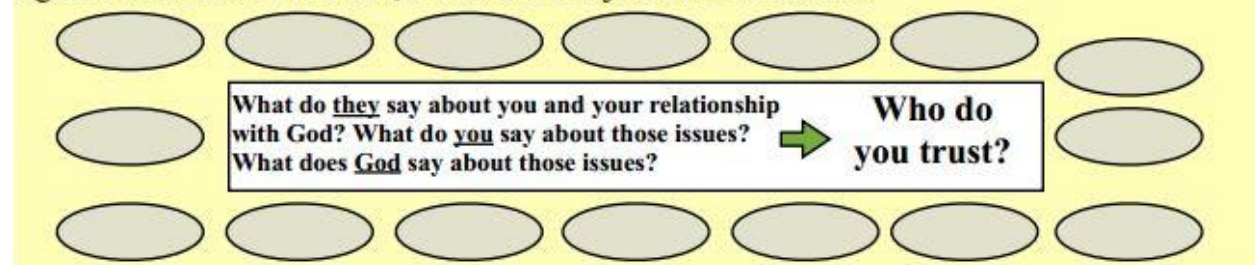 What do they say about you and your relationship
with God? What do you say about those issues?
What does God say about those issues?
Who do
you trust?